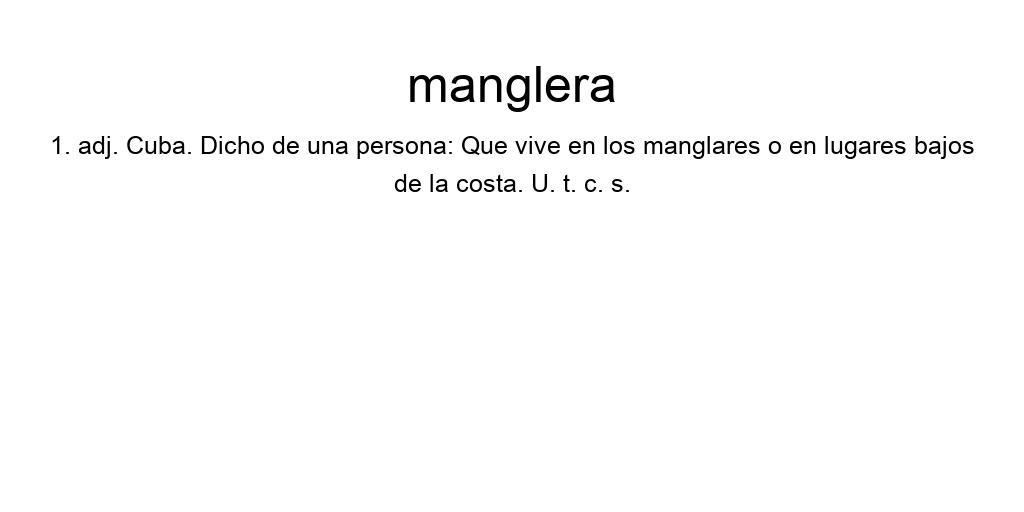 manglera
1. adj. Cuba. Dicho de una persona: Que vive en los manglares o en lugares bajos
de la costa. U. t. c. s.